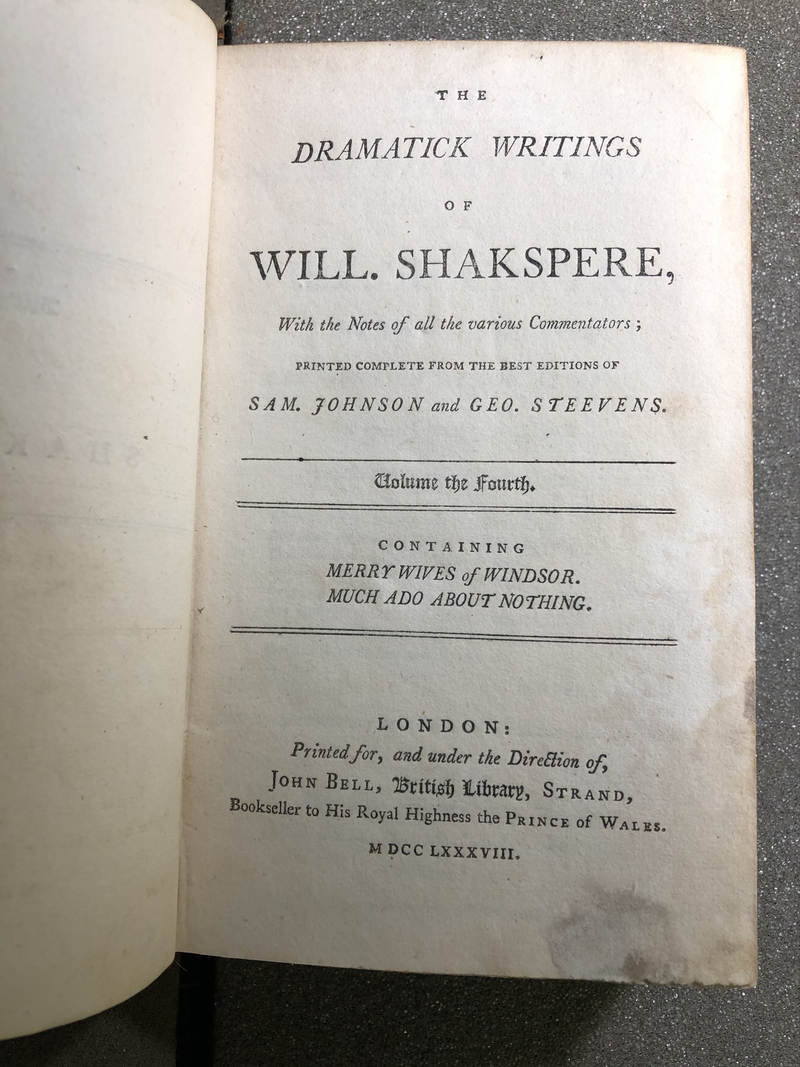 THE
DRAMATICK WRITINGS
OF
WILL. SHAKSPERE,
With the Notes of all the various Commentators;
PRINTED COMPLETE FROM THE BEST EDITIONS OF
SAM. JOHNSON and GEO. STEEVENS.
Volume the Fourth.
CONTAINING
MERRY WIVES of WINDSOR.
MUCH ADO ABOUT NOTHING.
LONDON:
Printed for, and under the Direction of,
JOHN BELL, British Library, STRAND,
Bookseller to His Royal Highness the PRINCE of WALES.
M DCC LXXXVIII.